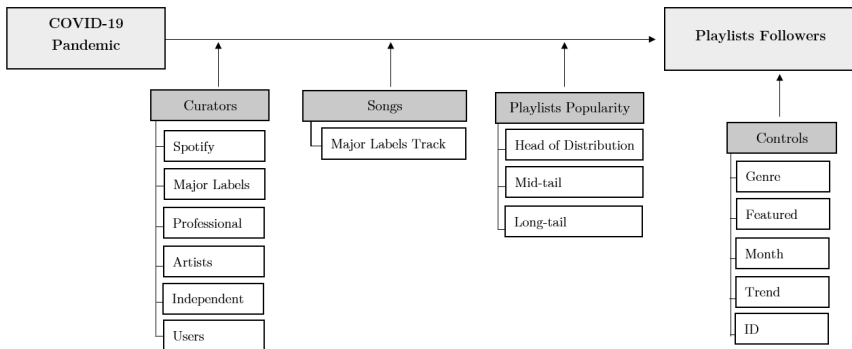 COVID-19
Pandemic
Playlists Followers
Curators
Spotify
Major Labels
Professional
Artists
Independent
Users
Songs
Major Labels Track
Playlists Popularity
Head of Distribution
Mid-tail
Long-tail
Controls
Genre
Featured
Month
Trend
ID